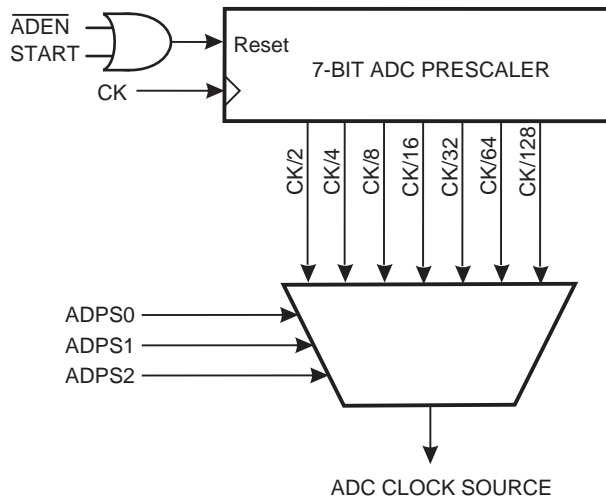 ADEN
START
Reset
7-BIT ADC PRESCALER
CK
CK/2
CK/4
CK/8
CK/16
CK/32
CK/64
CK/128
ADPS0
ADPS1
ADPS2
ADC CLOCK SOURCE